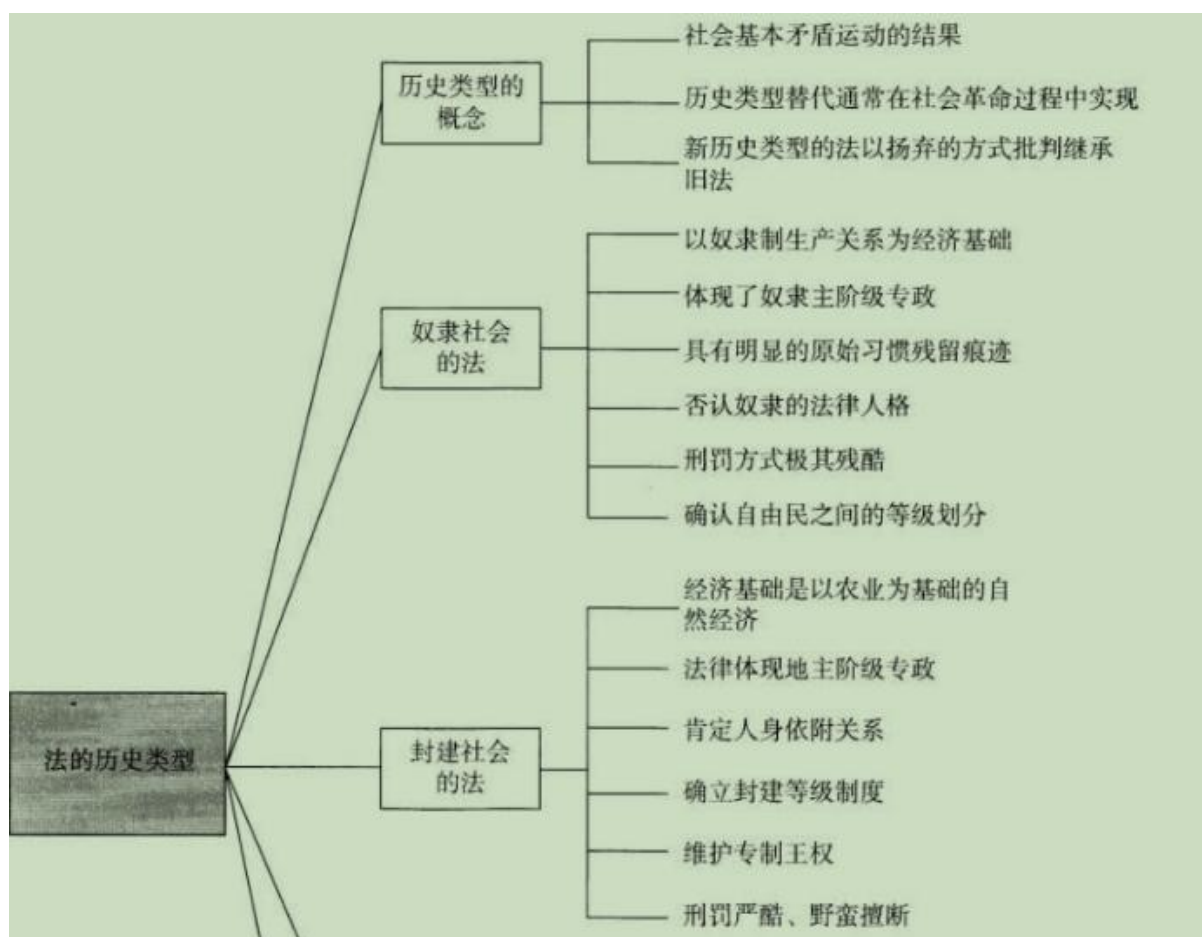 社会基本矛盾运动的结果
历史类型的
概念
历史类型替代通常在社会革命过程中实现
新历史类型的法以扬弃的方式批判继承
旧法
以奴隶制生产关系为经济基础
体现了奴隶主阶级专政
奴隶社会
的法
具有明显的原始习惯残留痕迹
否认奴隶的法律人格
刑罚方式极其残酷
确认自由民之间的等级划分
经济基础是以农业为基础的自
然经济
法律体现地主阶级专政
肯定人身依附关系
法的历史类型
封建社会
的法
确立封建等级制度
维护专制王权
刑罚严酷、野蛮擅断